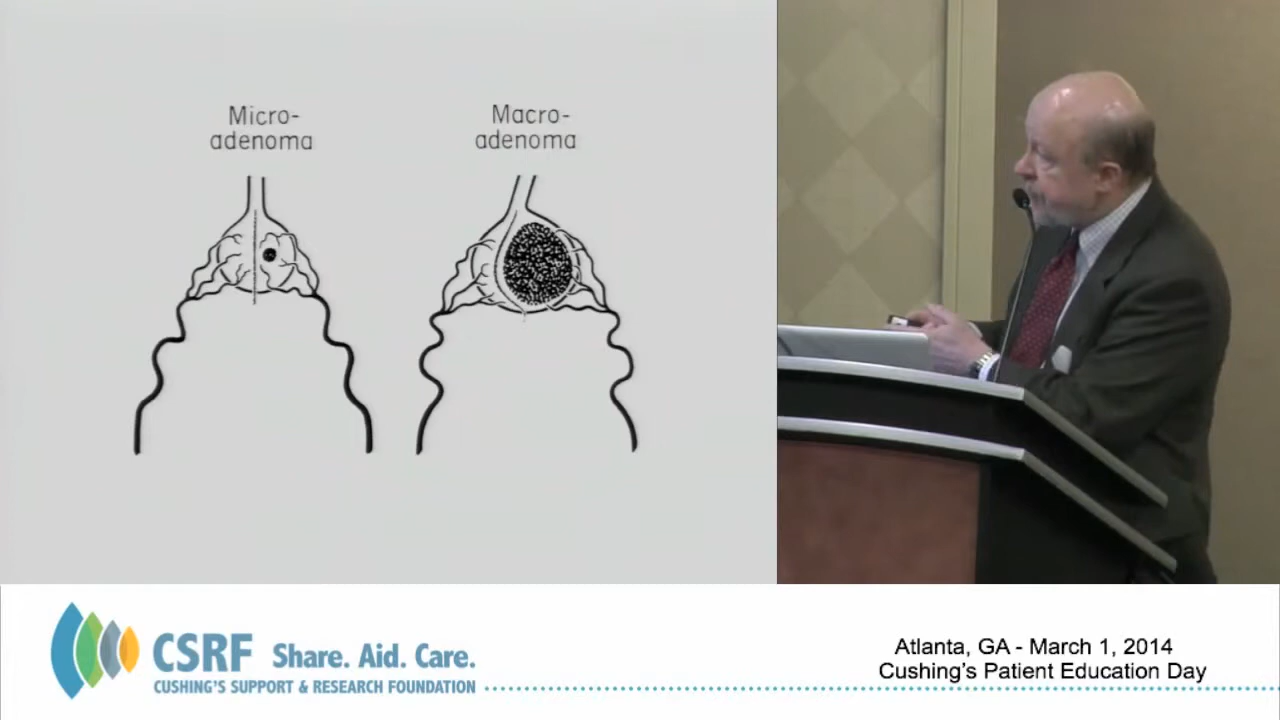 Micro-
adenoma
Macro-
adenoma
CSRF Share. Aid. Care.
CUSHING'S SUPPORT & RESEARCH FOUNDATION
Atlanta, GA - March 1, 2014
Cushing's Patient Education Day